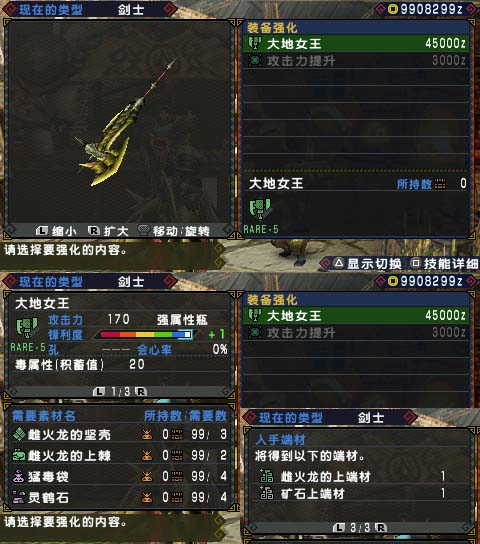 现在的类型 剑士
9908299z
装备强化
大地女王 45000z
攻击力提升 3000z
大地女王 所持数 0
RARE-5
L 缩小 R 扩大 移动/旋转
请选择要强化的内容。
△显示切换 □技能详细
现在的类型 剑士
9908299z
大地女王
攻击力 170 强属性瓶
锋利度 +1
RARE-5
孔 ——— 会心率 0%
毒属性(积蓄值) 20
L 1/3 R
装备强化
大地女王 45000z
攻击力提升 3000z
需要素材名 所持数/需要数
雌火龙的坚壳 0 99/ 3
雌火龙的上棘 0 99/ 2
猛毒袋 0 99/ 4
灵鹤石 0 99/ 4
请选择要强化的内容。
现在的类型 剑士
入手端材
将得到以下的端材。
雌火龙的上端材 1
矿石上端材 1
L 3/3 R